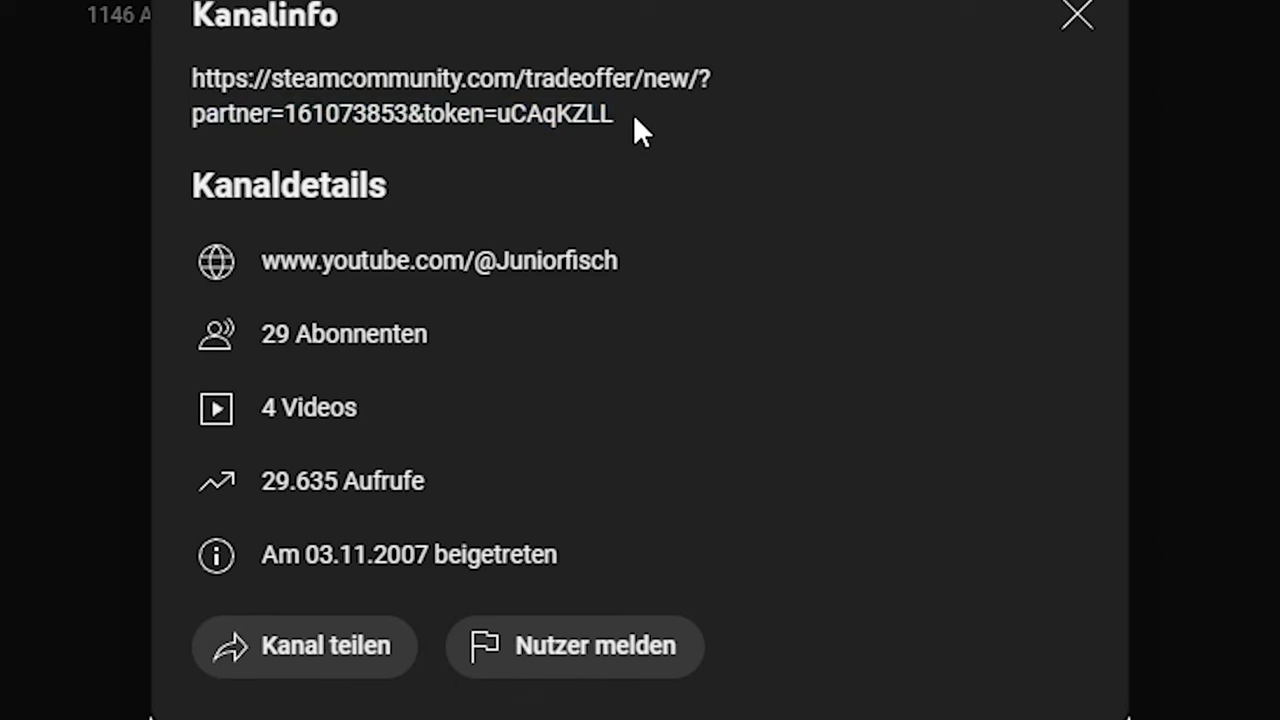 1146 A
Kanalinfo
https://steamcommunity.com/tradeoffer/new/?
partner=161073853&token=uCAqKZLL
Kanaldetails
www.youtube.com/@Juniorfisch
29 Abonnenten
4 Videos
29.635 Aufrufe
Am 03.11.2007 beigetreten
Kanal teilen
Nutzer melden